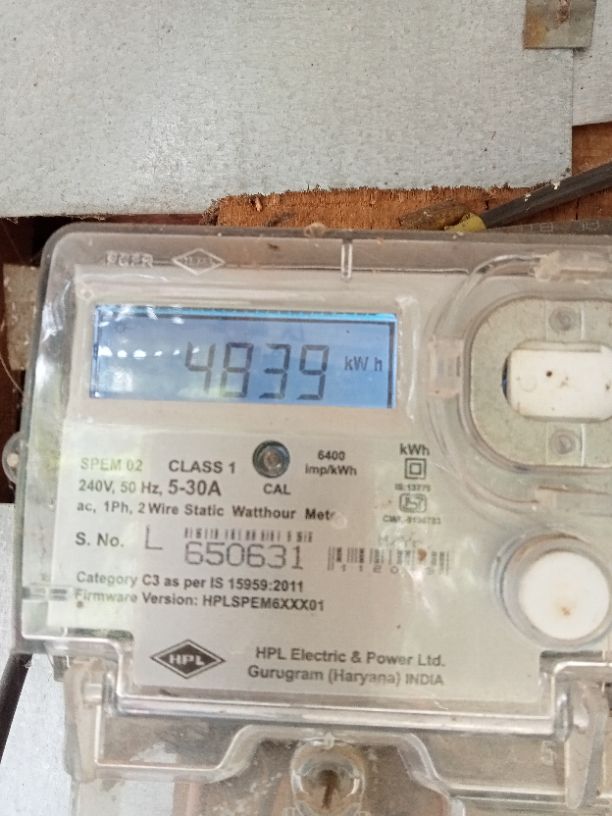 4839 kWh
SPEM 02 CLASS 1
6400 imp/kWh
kWh
240V, 50 Hz, 5-30A
CAL
IS:13779
ac, 1Ph, 2 Wire Static Watthour
S. No. L 650631
Category C3 as per IS 15959:2011
Firmware Version: HPLSPEM6XXX01
HPL
HPL Electric & Power Ltd.
Gurugram (Haryana) INDIA